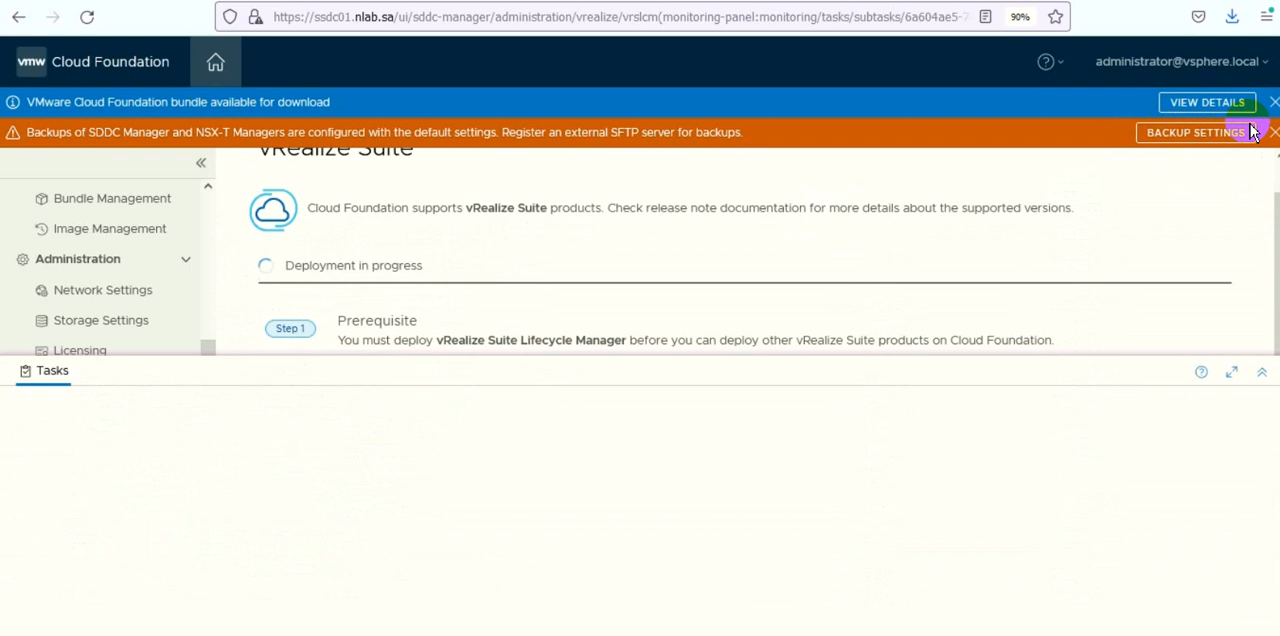 https://ssdc01.nlab.sa/ui/sddc-manager/administration/vrealize/vrslcm(monitoring-panel:monitoring/tasks/subtasks/6a604ae5-7
90%
vmw Cloud Foundation
administrator@vsphere.local
VMware Cloud Foundation bundle available for download
VIEW DETAILS
Backups of SDDC Manager and NSX-T Managers are configured with the default settings. Register an external SFTP server for backups.
BACKUP SETTINGS
vRealize Suite
Bundle Management
Cloud Foundation supports vRealize Suite products. Check release note documentation for more details about the supported versions.
Image Management
Administration
Deployment in progress
Network Settings
Storage Settings
Step 1
Prerequisite
You must deploy vRealize Suite Lifecycle Manager before you can deploy other vRealize Suite products on Cloud Foundation.
Licensing
Tasks